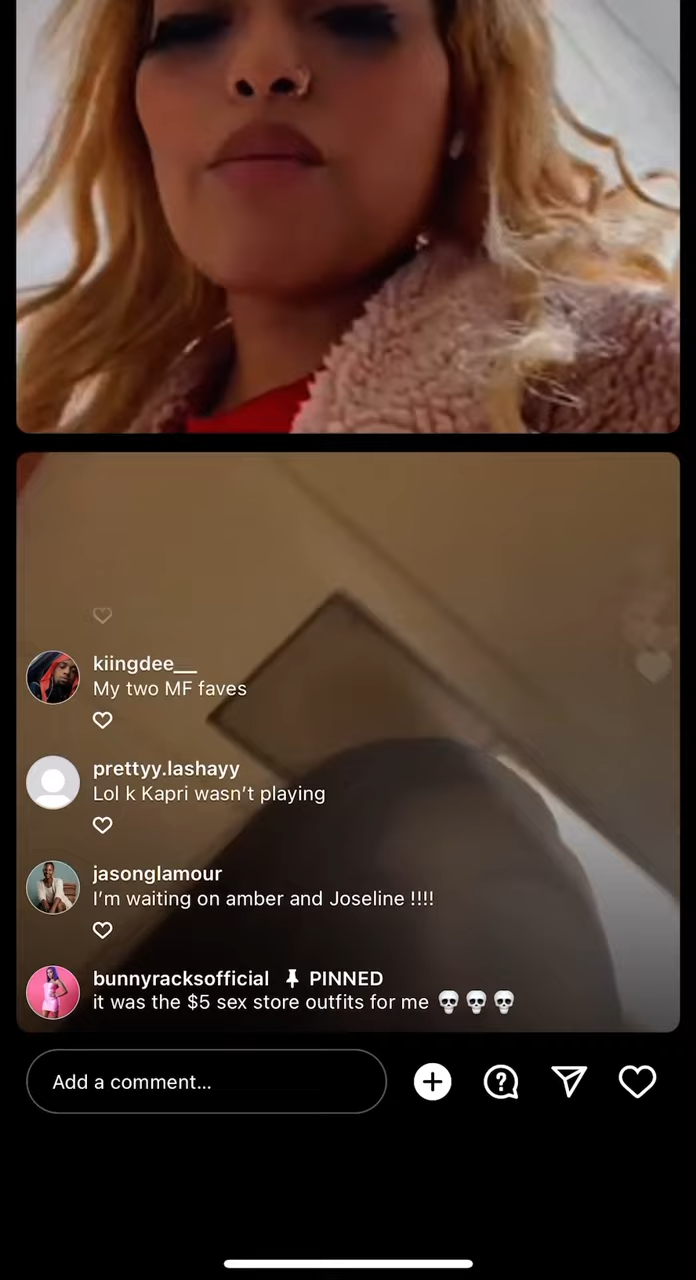 kiingdee__
My two MF faves
prettyy.lashayy
Lol k Kapri wasn’t playing
jasonglamour
I’m waiting on amber and Joseline !!!!
bunnyracksofficial PINNED
it was the $5 sex store outfits for me 💀💀💀
Add a comment...